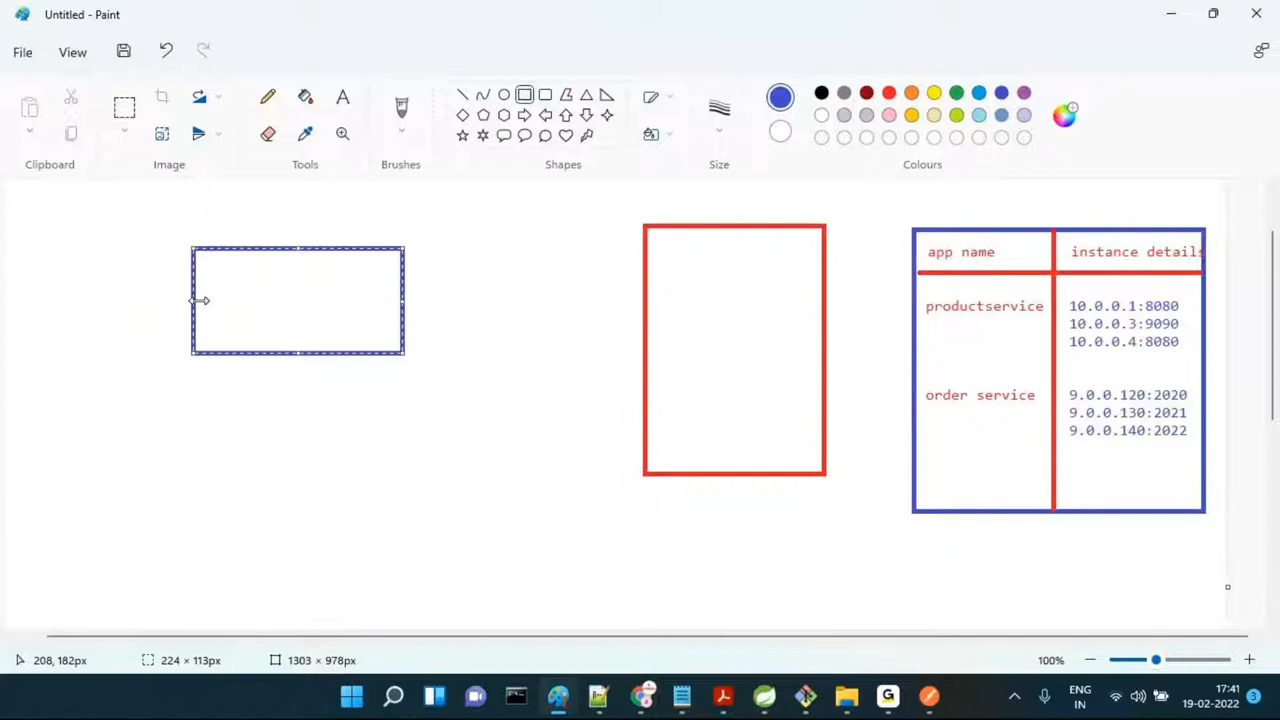 Untitled - Paint
File View
Clipboard Image Tools Brushes Shapes Size Colours
app name instance details
productservice 10.0.0.1:8080
10.0.0.3:9090
10.0.0.4:8080
order service 9.0.0.120:2020
9.0.0.130:2021
9.0.0.140:2022
208, 182px 224 × 113px 1303 × 978px 100%
ENG 17:41
IN 19-02-2022 3